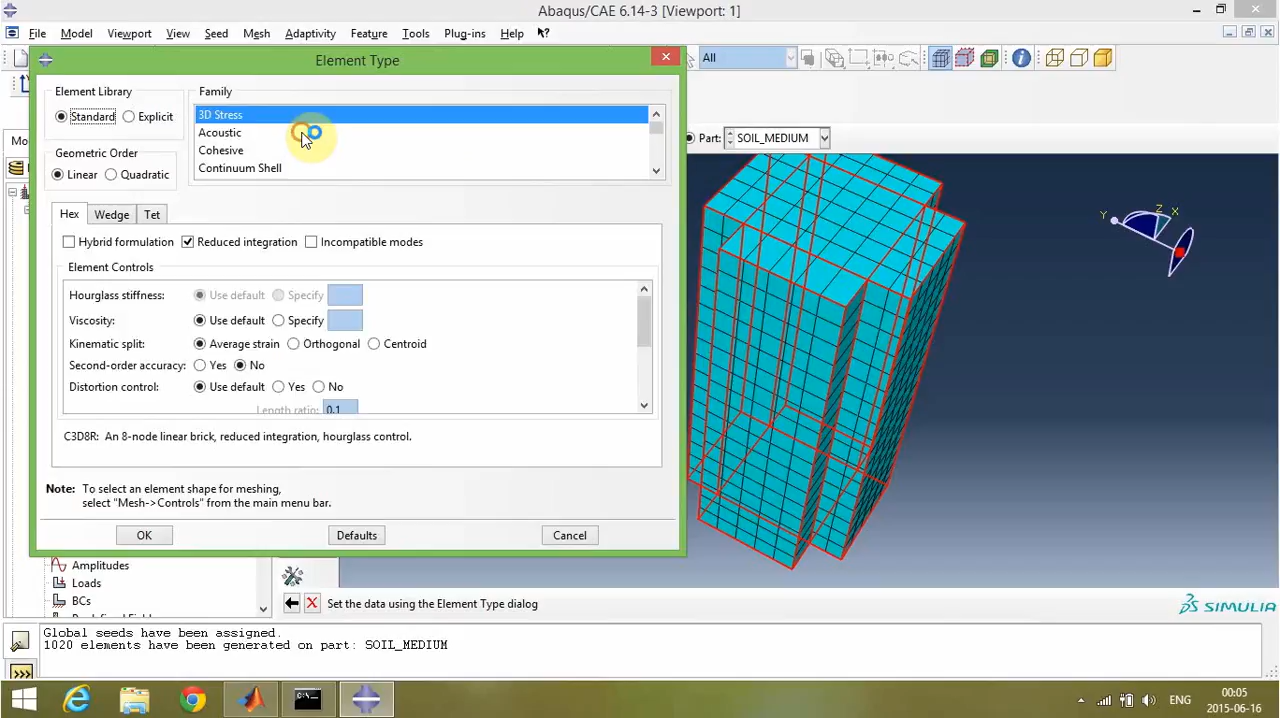 Abaqus/CAE 6.14-3 [Viewport: 1]
File Model Viewport View Seed Mesh Adaptivity Feature Tools Plug-ins Help
Element Type
All
Element Library
Standard Explicit
Geometric Order
Linear Quadratic
Family
3D Stress
Acoustic
Cohesive
Continuum Shell
Part: SOIL_MEDIUM
Hex Wedge Tet
Hybrid formulation Reduced integration Incompatible modes
Element Controls
Hourglass stiffness: Use default Specify
Viscosity: Use default Specify
Kinematic split: Average strain Orthogonal Centroid
Second-order accuracy: Yes No
Distortion control: Use default Yes No
Length ratio: 0.1
C3D8R: An 8-node linear brick, reduced integration, hourglass control.
Note: To select an element shape for meshing,
select "Mesh->Controls" from the main menu bar.
OK Defaults Cancel
Y Z X
Amplitudes
Loads
BCs
Set the data using the Element Type dialog
SIMULIA
Global seeds have been assigned.
1020 elements have been generated on part: SOIL_MEDIUM
>>>
ENG
00:05
2015-06-16